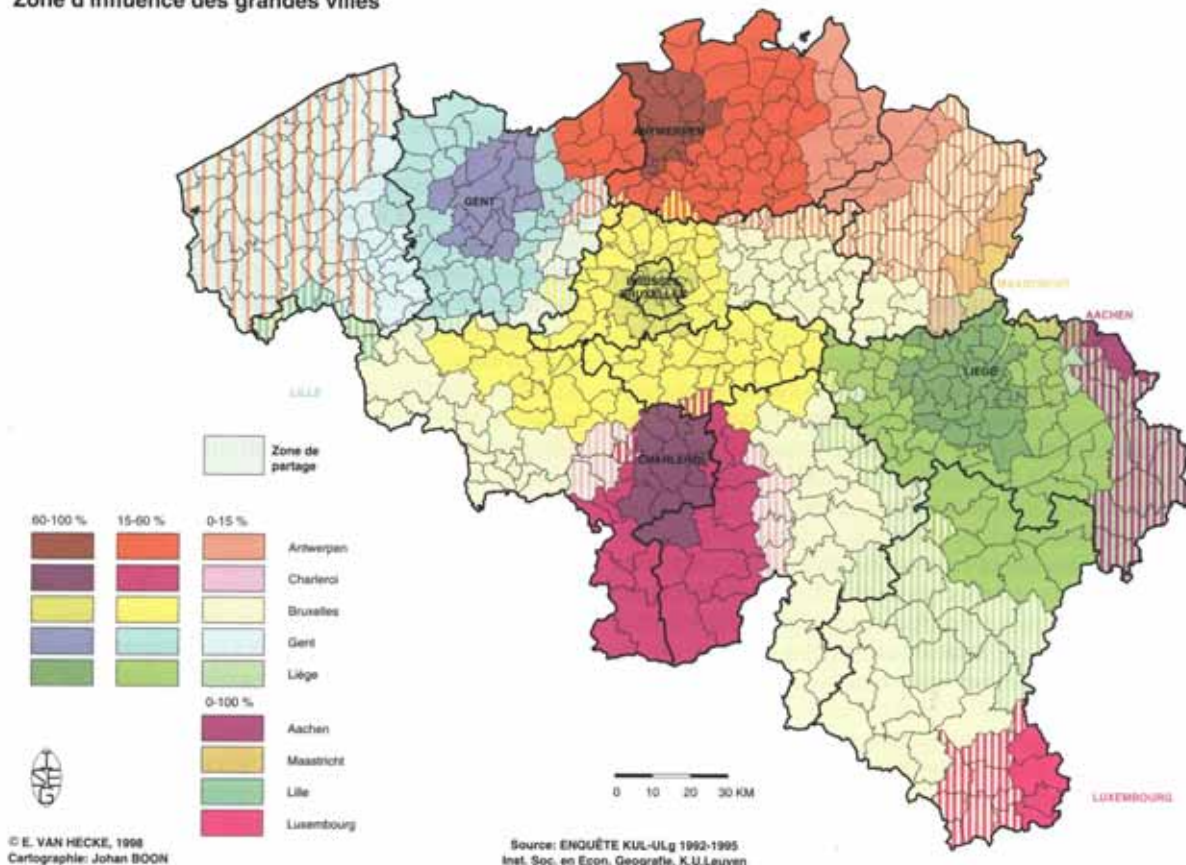 Zone d'influence des grandes villes
ANTWERPEN
GENT
BRUSSEL
BRUXELLES
MAASTRICHT
AACHEN
LIEGE
LILLE
CHARLEROI
LUXEMBOURG
Zone de
partage
60-100 % 15-60 % 0-15 %
Antwerpen
Charleroi
Bruxelles
Gent
Liège
0-100 %
Aachen
Maastricht
Lille
Luxembourg
0 10 20 30 KM
© E. VAN HECKE, 1998
Cartographie: Johan BOON
Source: ENQUÊTE KUL-ULg 1992-1995
Inst. Soc. en Econ. Geografie, K.U.Leuven